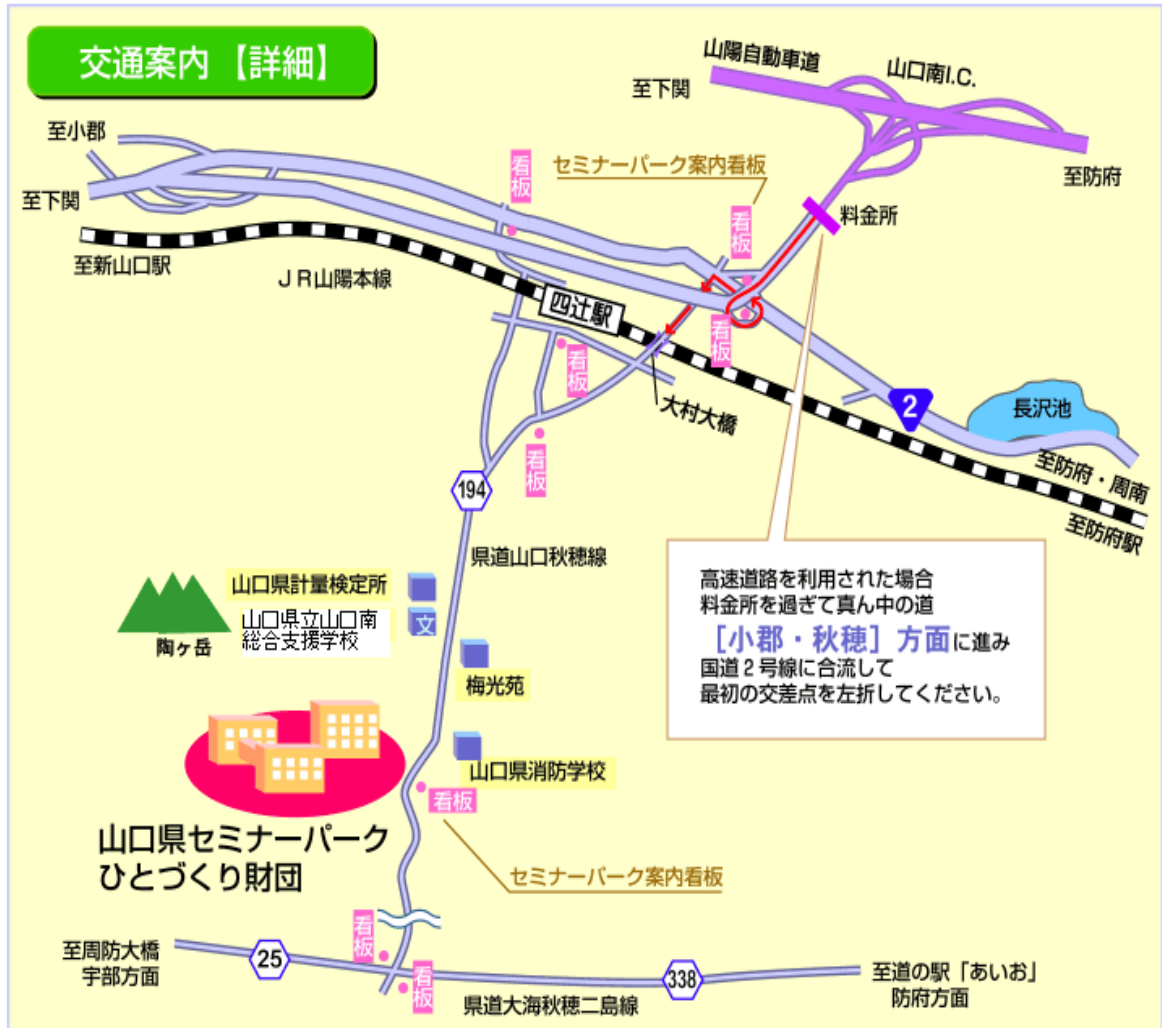 交通案内【詳細】
山陽自動車道
山口南I.C.
至下関
至防府
至小郡
至下関
看板
セミナーパーク案内看板
看板
料金所
至新山口駅
JR山陽本線
四辻駅
看板
看板
大村大橋
2
長沢池
至防府・周南
至防府駅
看板
194
県道山口秋穂線
高速道路を利用された場合
料金所を過ぎて真ん中の道
[小郡・秋穂]方面に進み
国道2号線に合流して
最初の交差点を左折してください。
山口県計量検定所
山口県立山口南
総合支援学校
文
陶ヶ岳
梅光苑
山口県消防学校
看板
山口県セミナーパーク
ひとづくり財団
セミナーパーク案内看板
看板
至周防大橋
宇部方面
25
看板
県道大海秋穂二島線
338
至道の駅「あいお」
防府方面